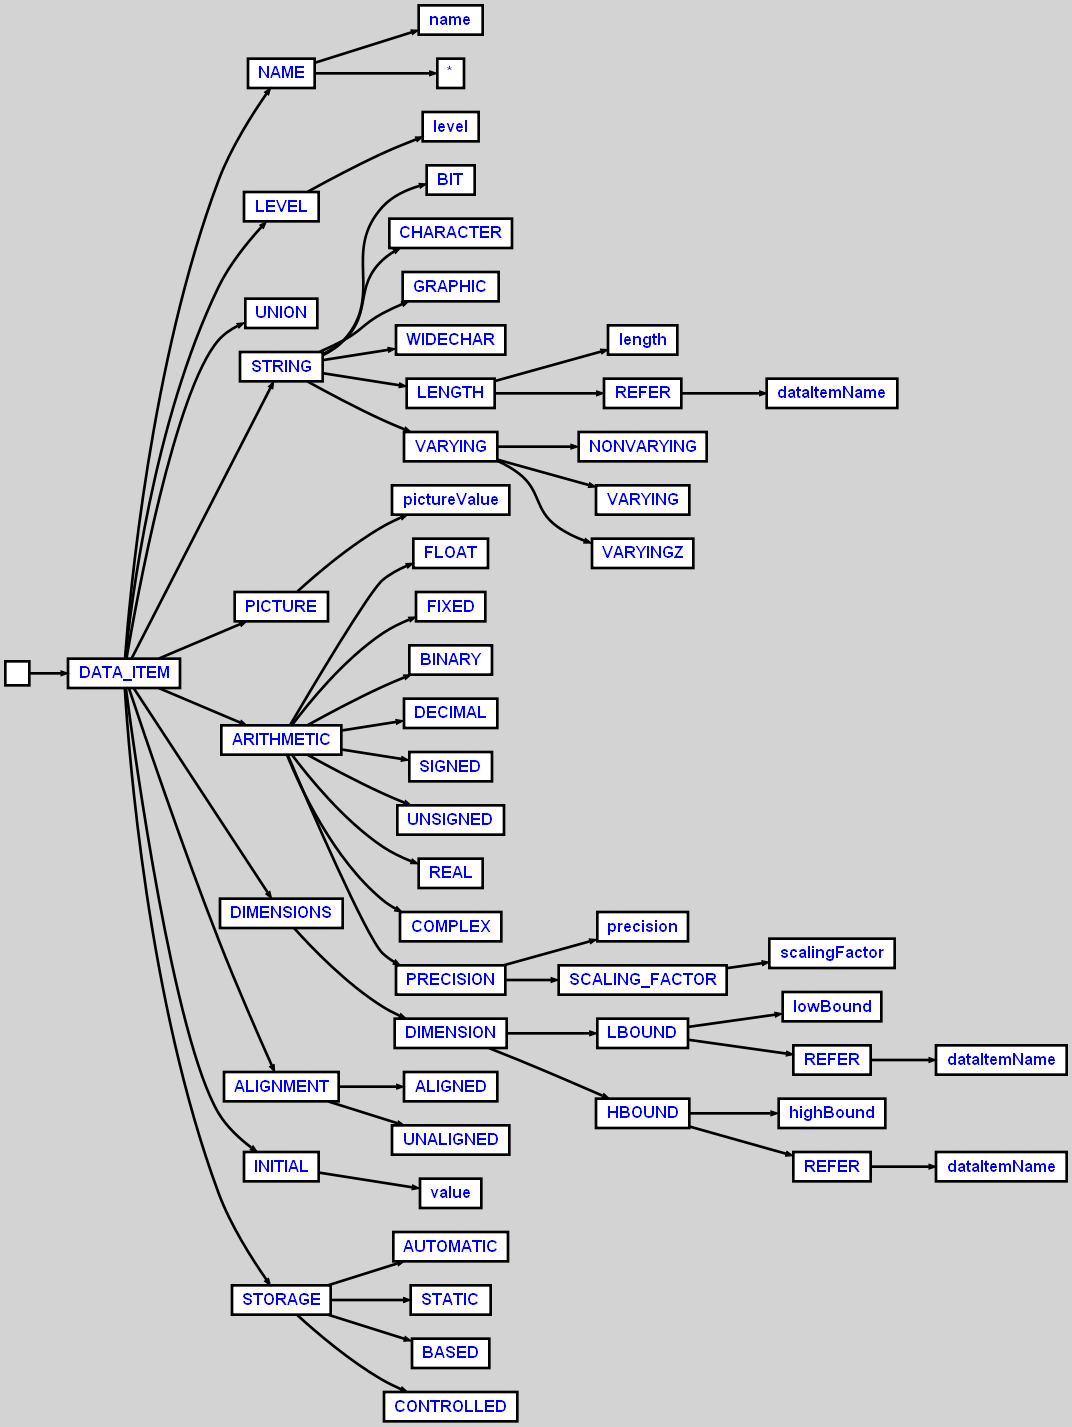 name
NAME
*
level
BIT
LEVEL
CHARACTER
GRAPHIC
UNION
WIDECHAR
length
STRING
LENGTH
REFER
dataItemName
VARYING
NONVARYING
pictureValue
VARYING
FLOAT
VARYINGZ
PICTURE
FIXED
BINARY
DATA_ITEM
DECIMAL
ARITHMETIC
SIGNED
UNSIGNED
REAL
DIMENSIONS
COMPLEX
precision
scalingFactor
PRECISION
SCALING_FACTOR
lowBound
DIMENSION
LBOUND
REFER
dataItemName
ALIGNMENT
ALIGNED
HBOUND
highBound
UNALIGNED
INITIAL
REFER
dataItemName
value
AUTOMATIC
STORAGE
STATIC
BASED
CONTROLLED